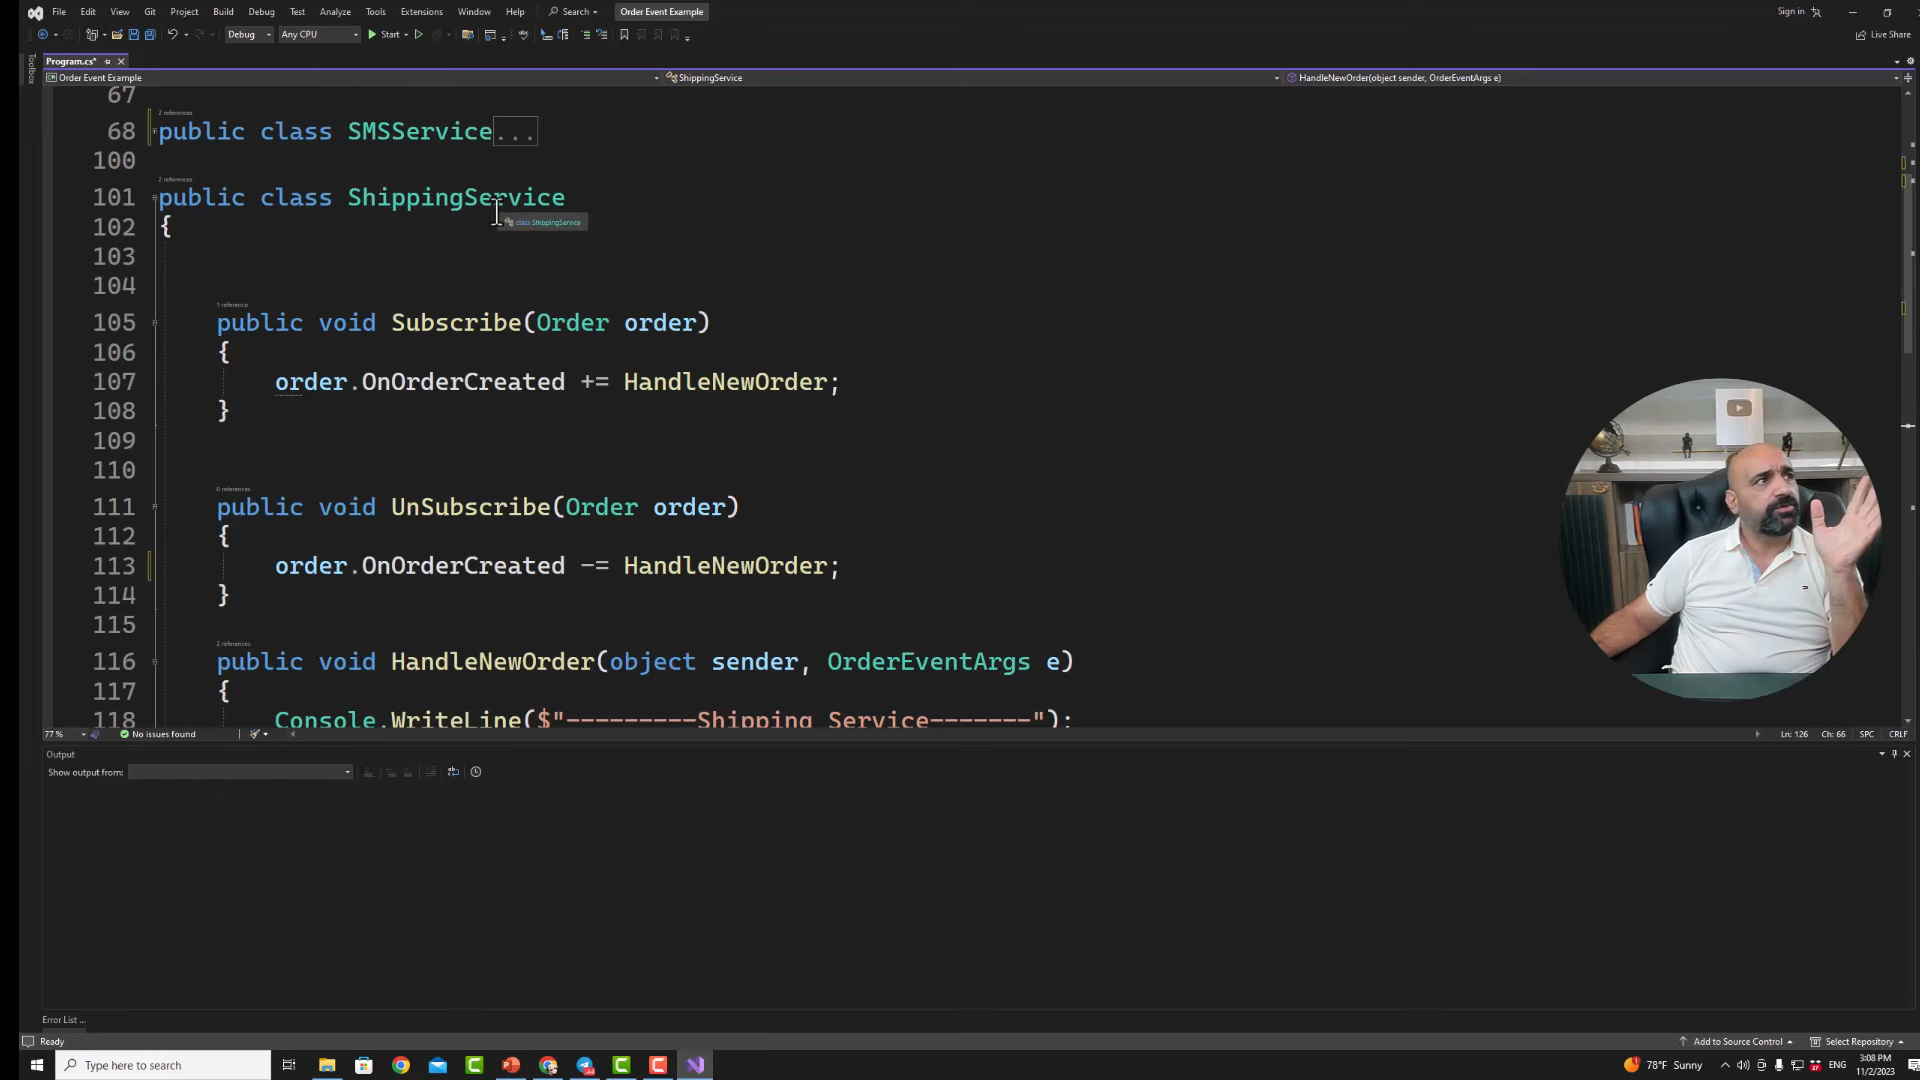 File Edit View Git Project Build Debug Test Analyze Tools Extensions Window Help Search Order Event Example Sign in
Debug Any CPU Start Live Share
Program.cs*
Toolbox
Order Event Example ShippingService HandleNewOrder(object sender, OrderEventArgs e)
67
2 references
68 public class SMSService...
100
2 references
101 public class ShippingService
class ShippingService
102 {
103
104
1 reference
105 public void Subscribe(Order order)
106 {
107 order.OnOrderCreated += HandleNewOrder;
108 }
109
110
0 references
111 public void UnSubscribe(Order order)
112 {
113 order.OnOrderCreated -= HandleNewOrder;
114 }
115
2 references
116 public void HandleNewOrder(object sender, OrderEventArgs e)
117 {
118 Console.WriteLine($"---------Shipping Service-------");
77 % No issues found Ln: 126 Ch: 66 SPC CRLF
Output
Show output from:
Error List ...
Ready Add to Source Control Select Repository
Type here to search 78°F Sunny ENG 3:08 PM
11/2/2023